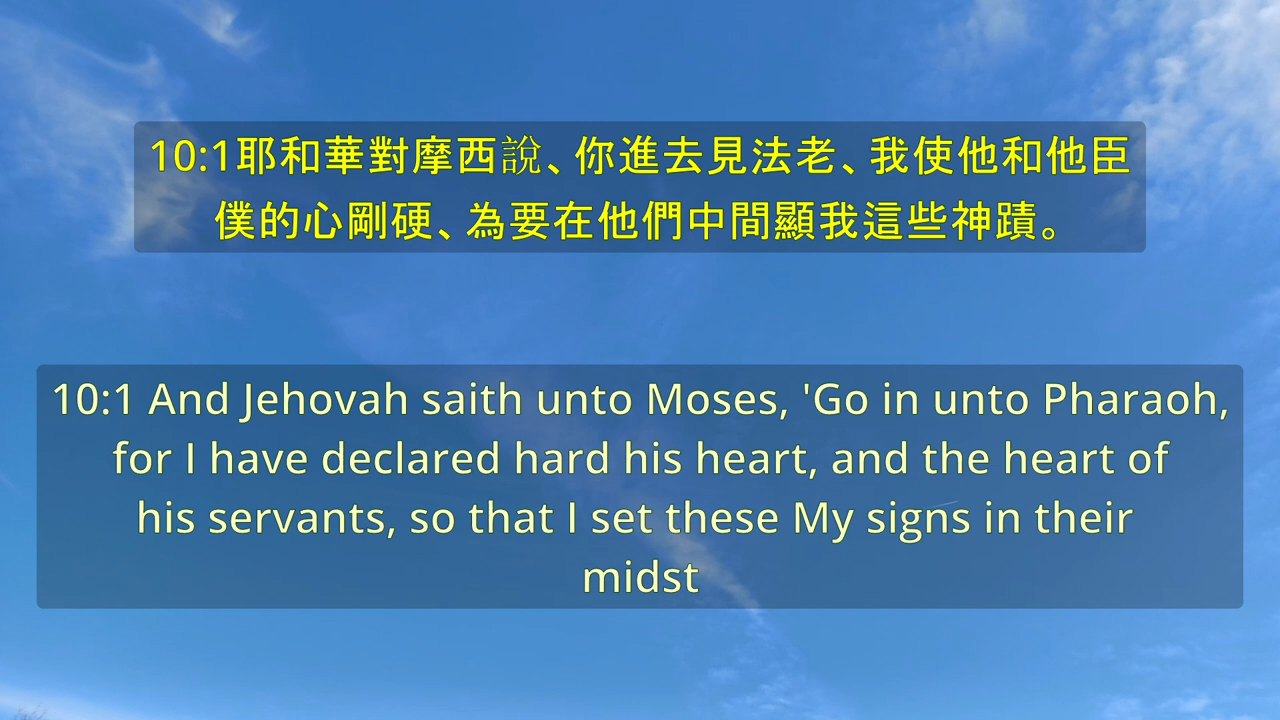 10:1耶和華對摩西說、你進去見法老、我使他和他臣
僕的心剛硬、為要在他們中間顯我這些神蹟。
10:1 And Jehovah saith unto Moses, 'Go in unto Pharaoh,
for I have declared hard his heart, and the heart of
his servants, so that I set these My signs in their
midst